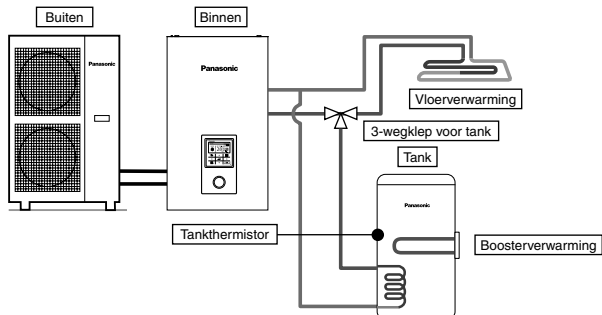 Buiten
Binnen
Panasonic
Panasonic
Vloerverwarming
3-wegklep voor tank
Tank
Panasonic
Tankthermistor
Boosterverwarming